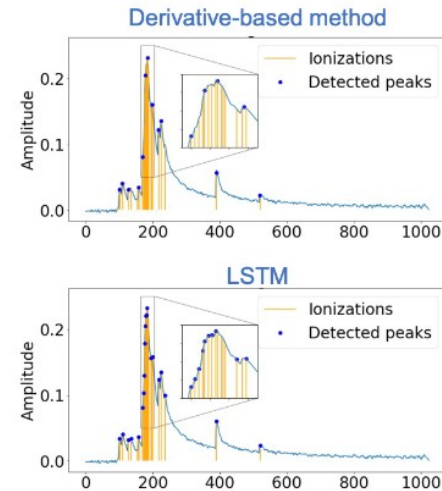 Derivative-based method
Ionizations
Detected peaks
Amplitude
0.2
0.1
0.0
0 200 400 600 800 1000
LSTM
Ionizations
Detected peaks
Amplitude
0.2
0.1
0.0
0 200 400 600 800 1000